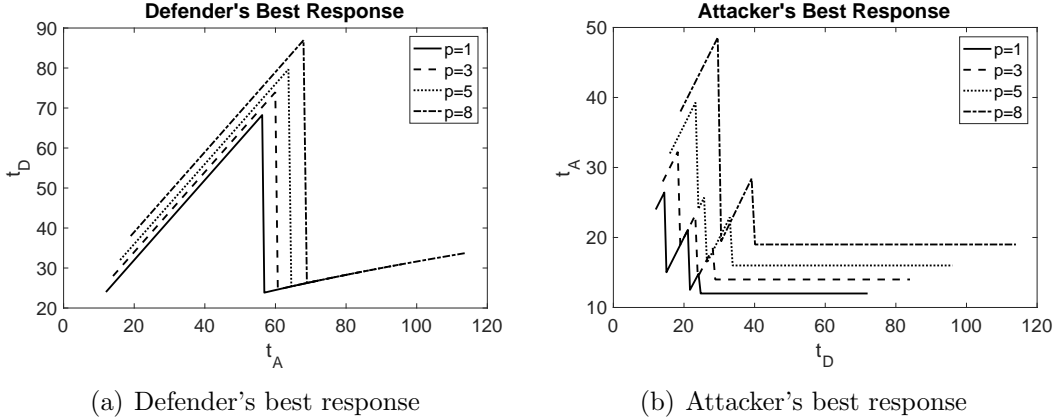 Defender's Best Response
90
80
70
60
50
40
30
20
t_D
0 20 40 60 80 100 120
t_A
p=1
p=3
p=5
p=8
(a) Defender's best response
Attacker's Best Response
50
40
30
20
10
t_A
0 20 40 60 80 100 120
t_D
p=1
p=3
p=5
p=8
(b) Attacker's best response